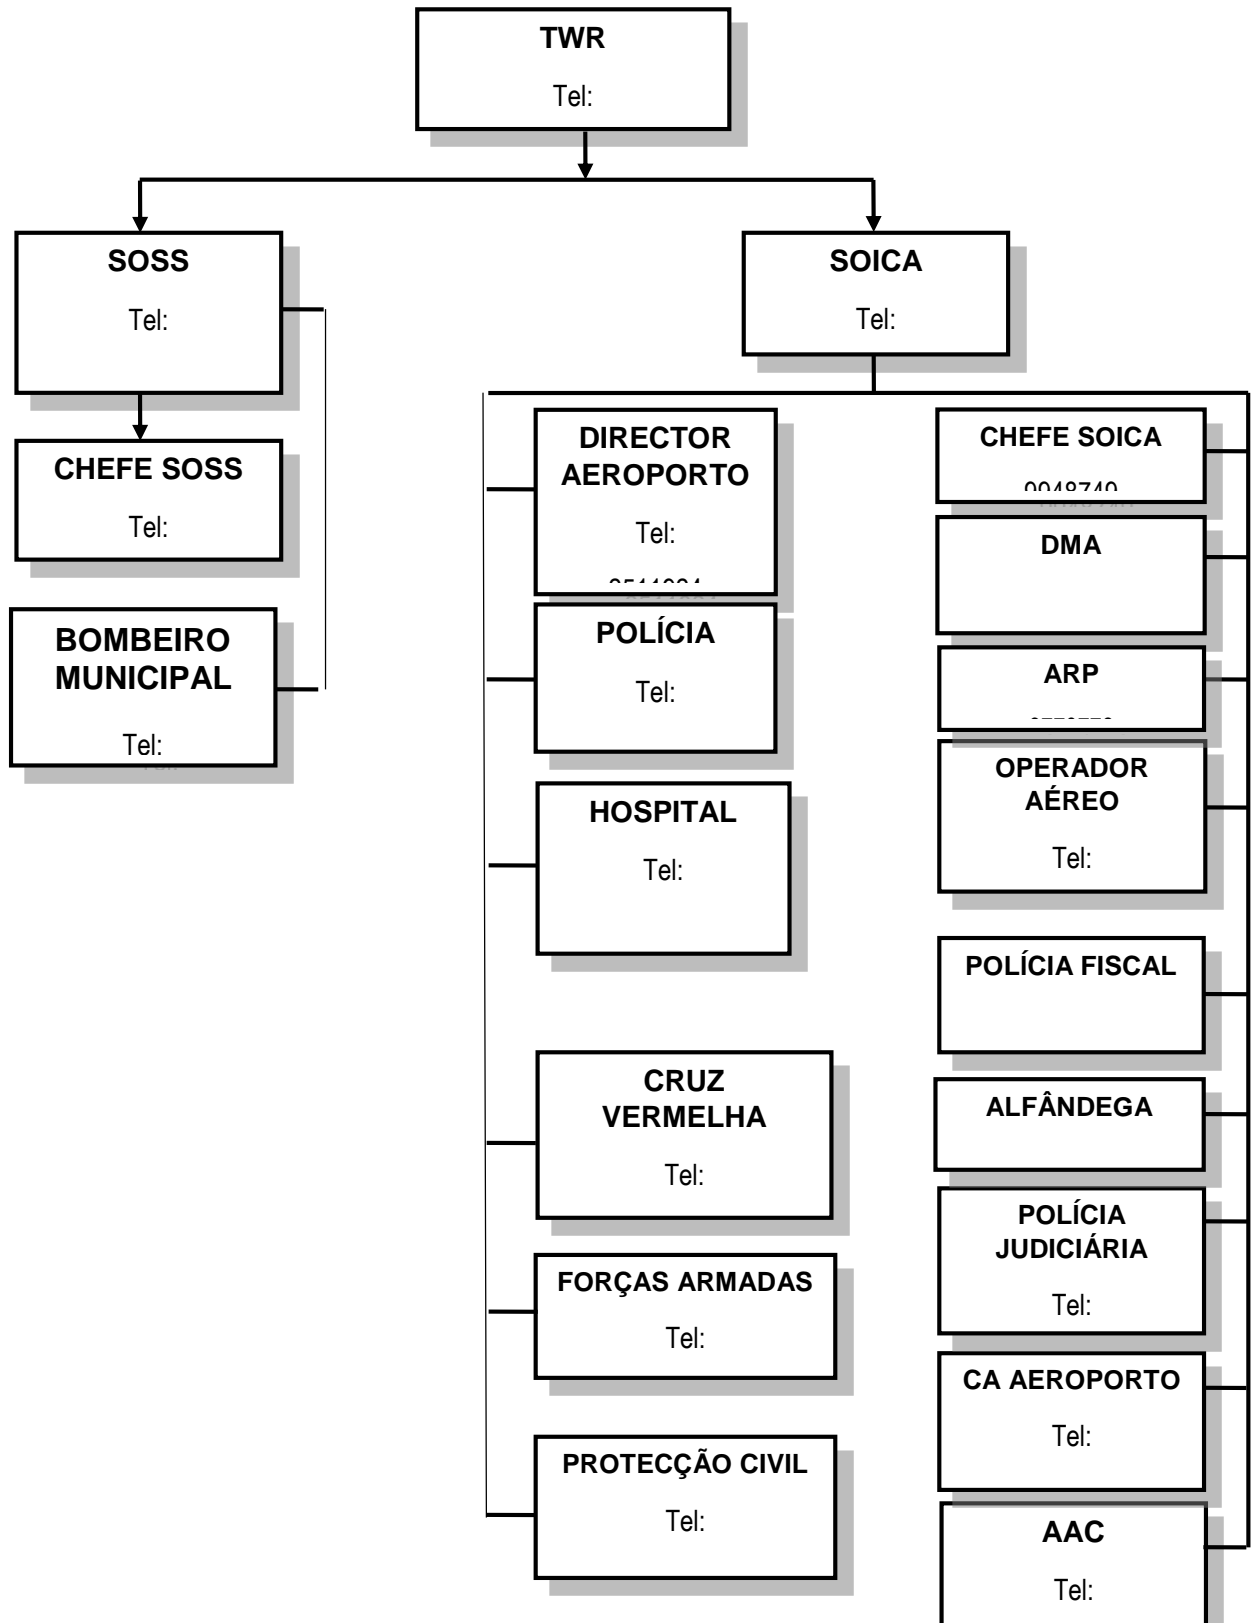 TWR
Tel:
SOSS
Tel:
SOICA
Tel:
CHEFE SOSS
Tel:
BOMBEIRO
MUNICIPAL
Tel:
DIRECTOR
AEROPORTO
Tel:
POLÍCIA
Tel:
HOSPITAL
Tel:
CRUZ
VERMELHA
Tel:
FORÇAS ARMADAS
Tel:
PROTECÇÃO CIVIL
Tel:
CHEFE SOICA
DMA
ARP
OPERADOR
AÉREO
Tel:
POLÍCIA FISCAL
ALFÂNDEGA
POLÍCIA
JUDICIÁRIA
Tel:
CA AEROPORTO
Tel:
AAC
Tel: